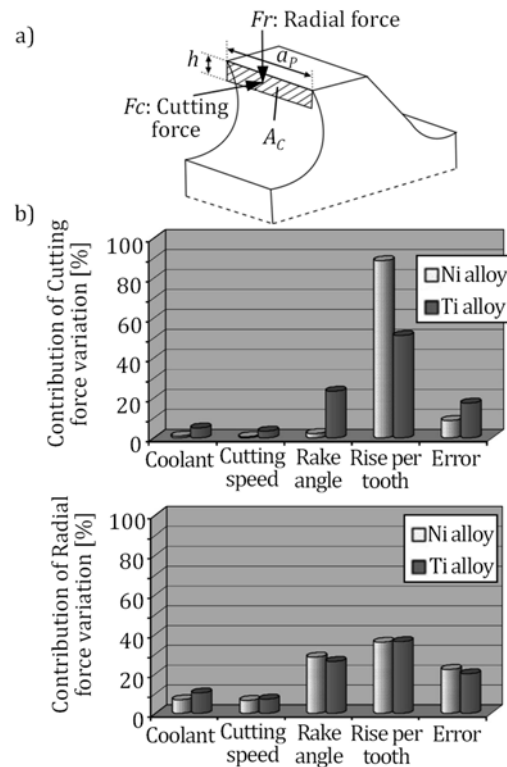 a)
Fr: Radial force
h
aP
Fc: Cutting
force
AC
b)
Contribution of Cutting
force variation [%]
100
80
60
40
20
0
Ni alloy
Ti alloy
Coolant
Cutting
speed
Rake
angle
Rise per
tooth
Error
Contribution of Radial
force variation [%]
100
80
60
40
20
0
Ni alloy
Ti alloy
Coolant
Cutting
speed
Rake
angle
Rise per
tooth
Error